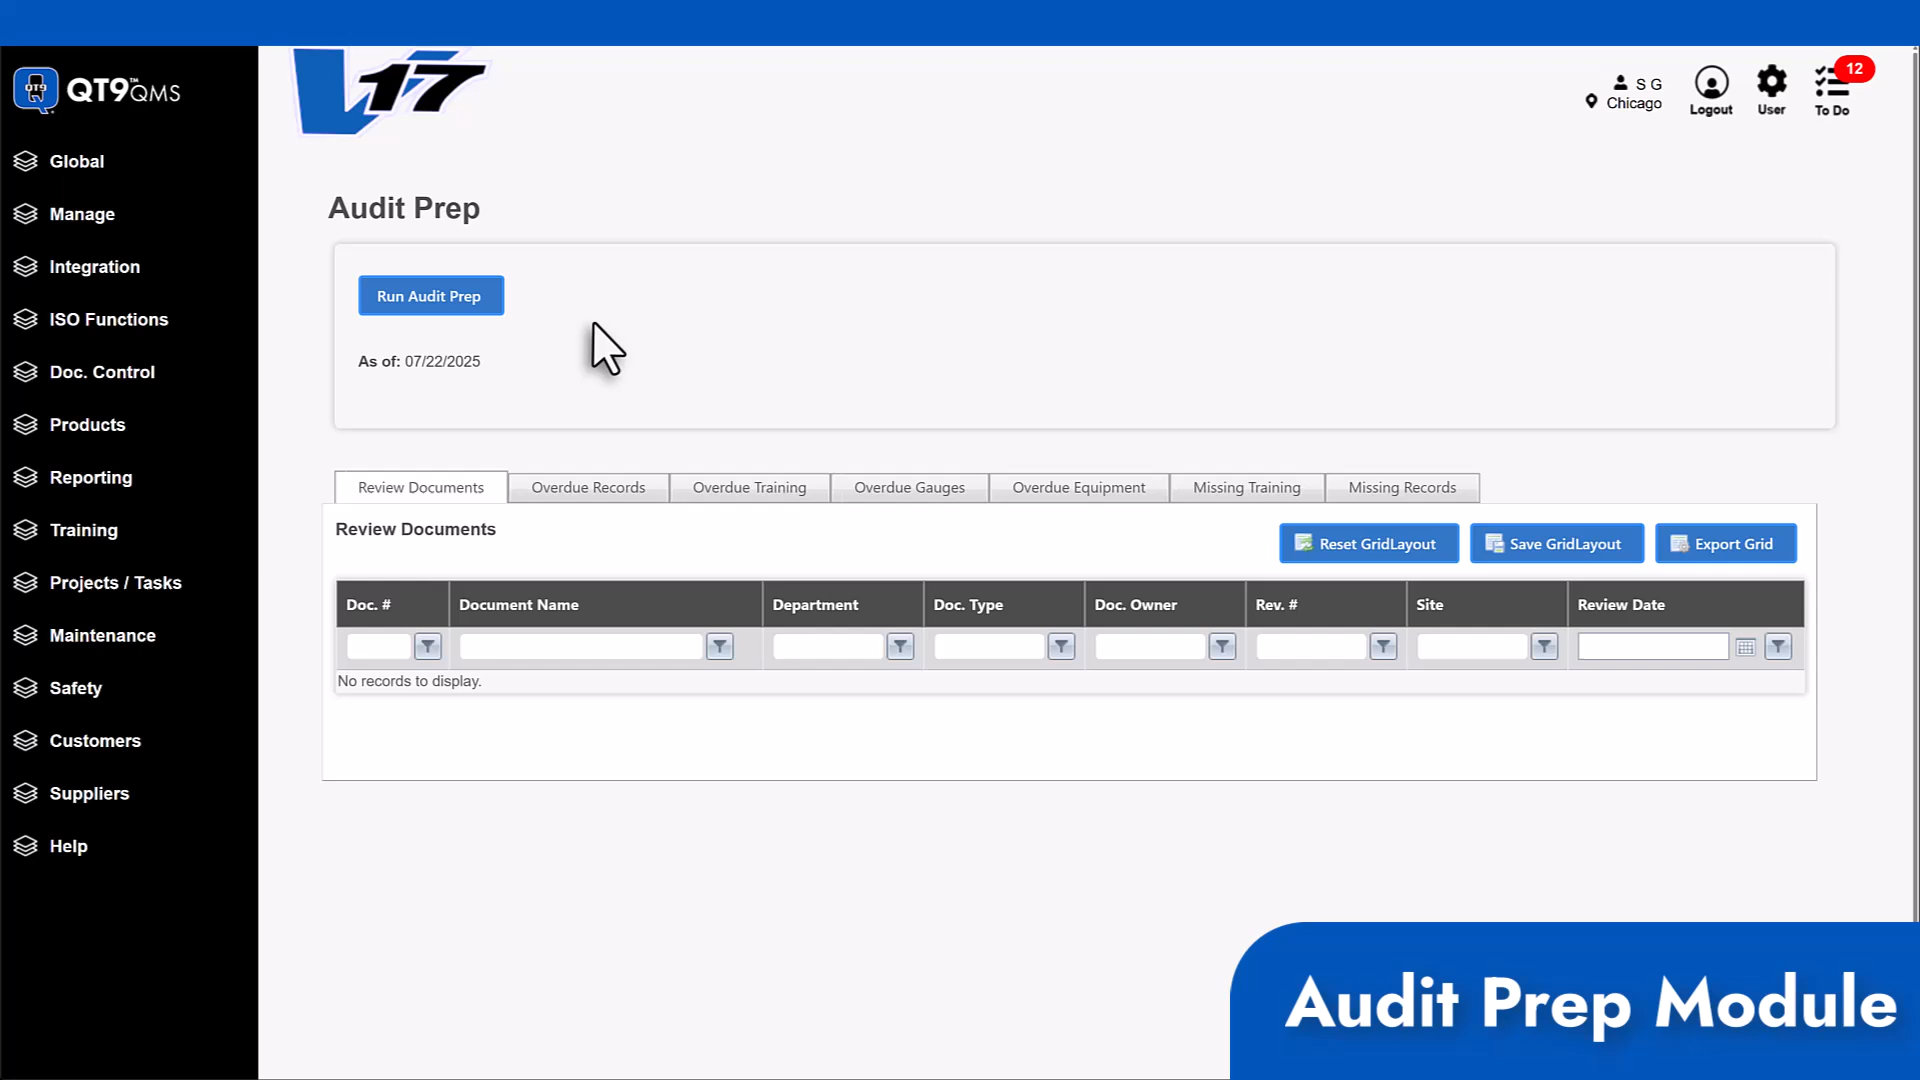 QT9™ QMS
QT9
V17
S G
Chicago
Logout
User
12
To Do
Global
Manage
Integration
ISO Functions
Doc. Control
Products
Reporting
Training
Projects / Tasks
Maintenance
Safety
Customers
Suppliers
Help
Audit Prep
Run Audit Prep
As of: 07/22/2025
Review Documents Overdue Records Overdue Training Overdue Gauges Overdue Equipment Missing Training Missing Records
Review Documents
Reset GridLayout Save GridLayout Export Grid
Doc. # Document Name Department Doc. Type Doc. Owner Rev. # Site Review Date
No records to display.
Audit Prep Module